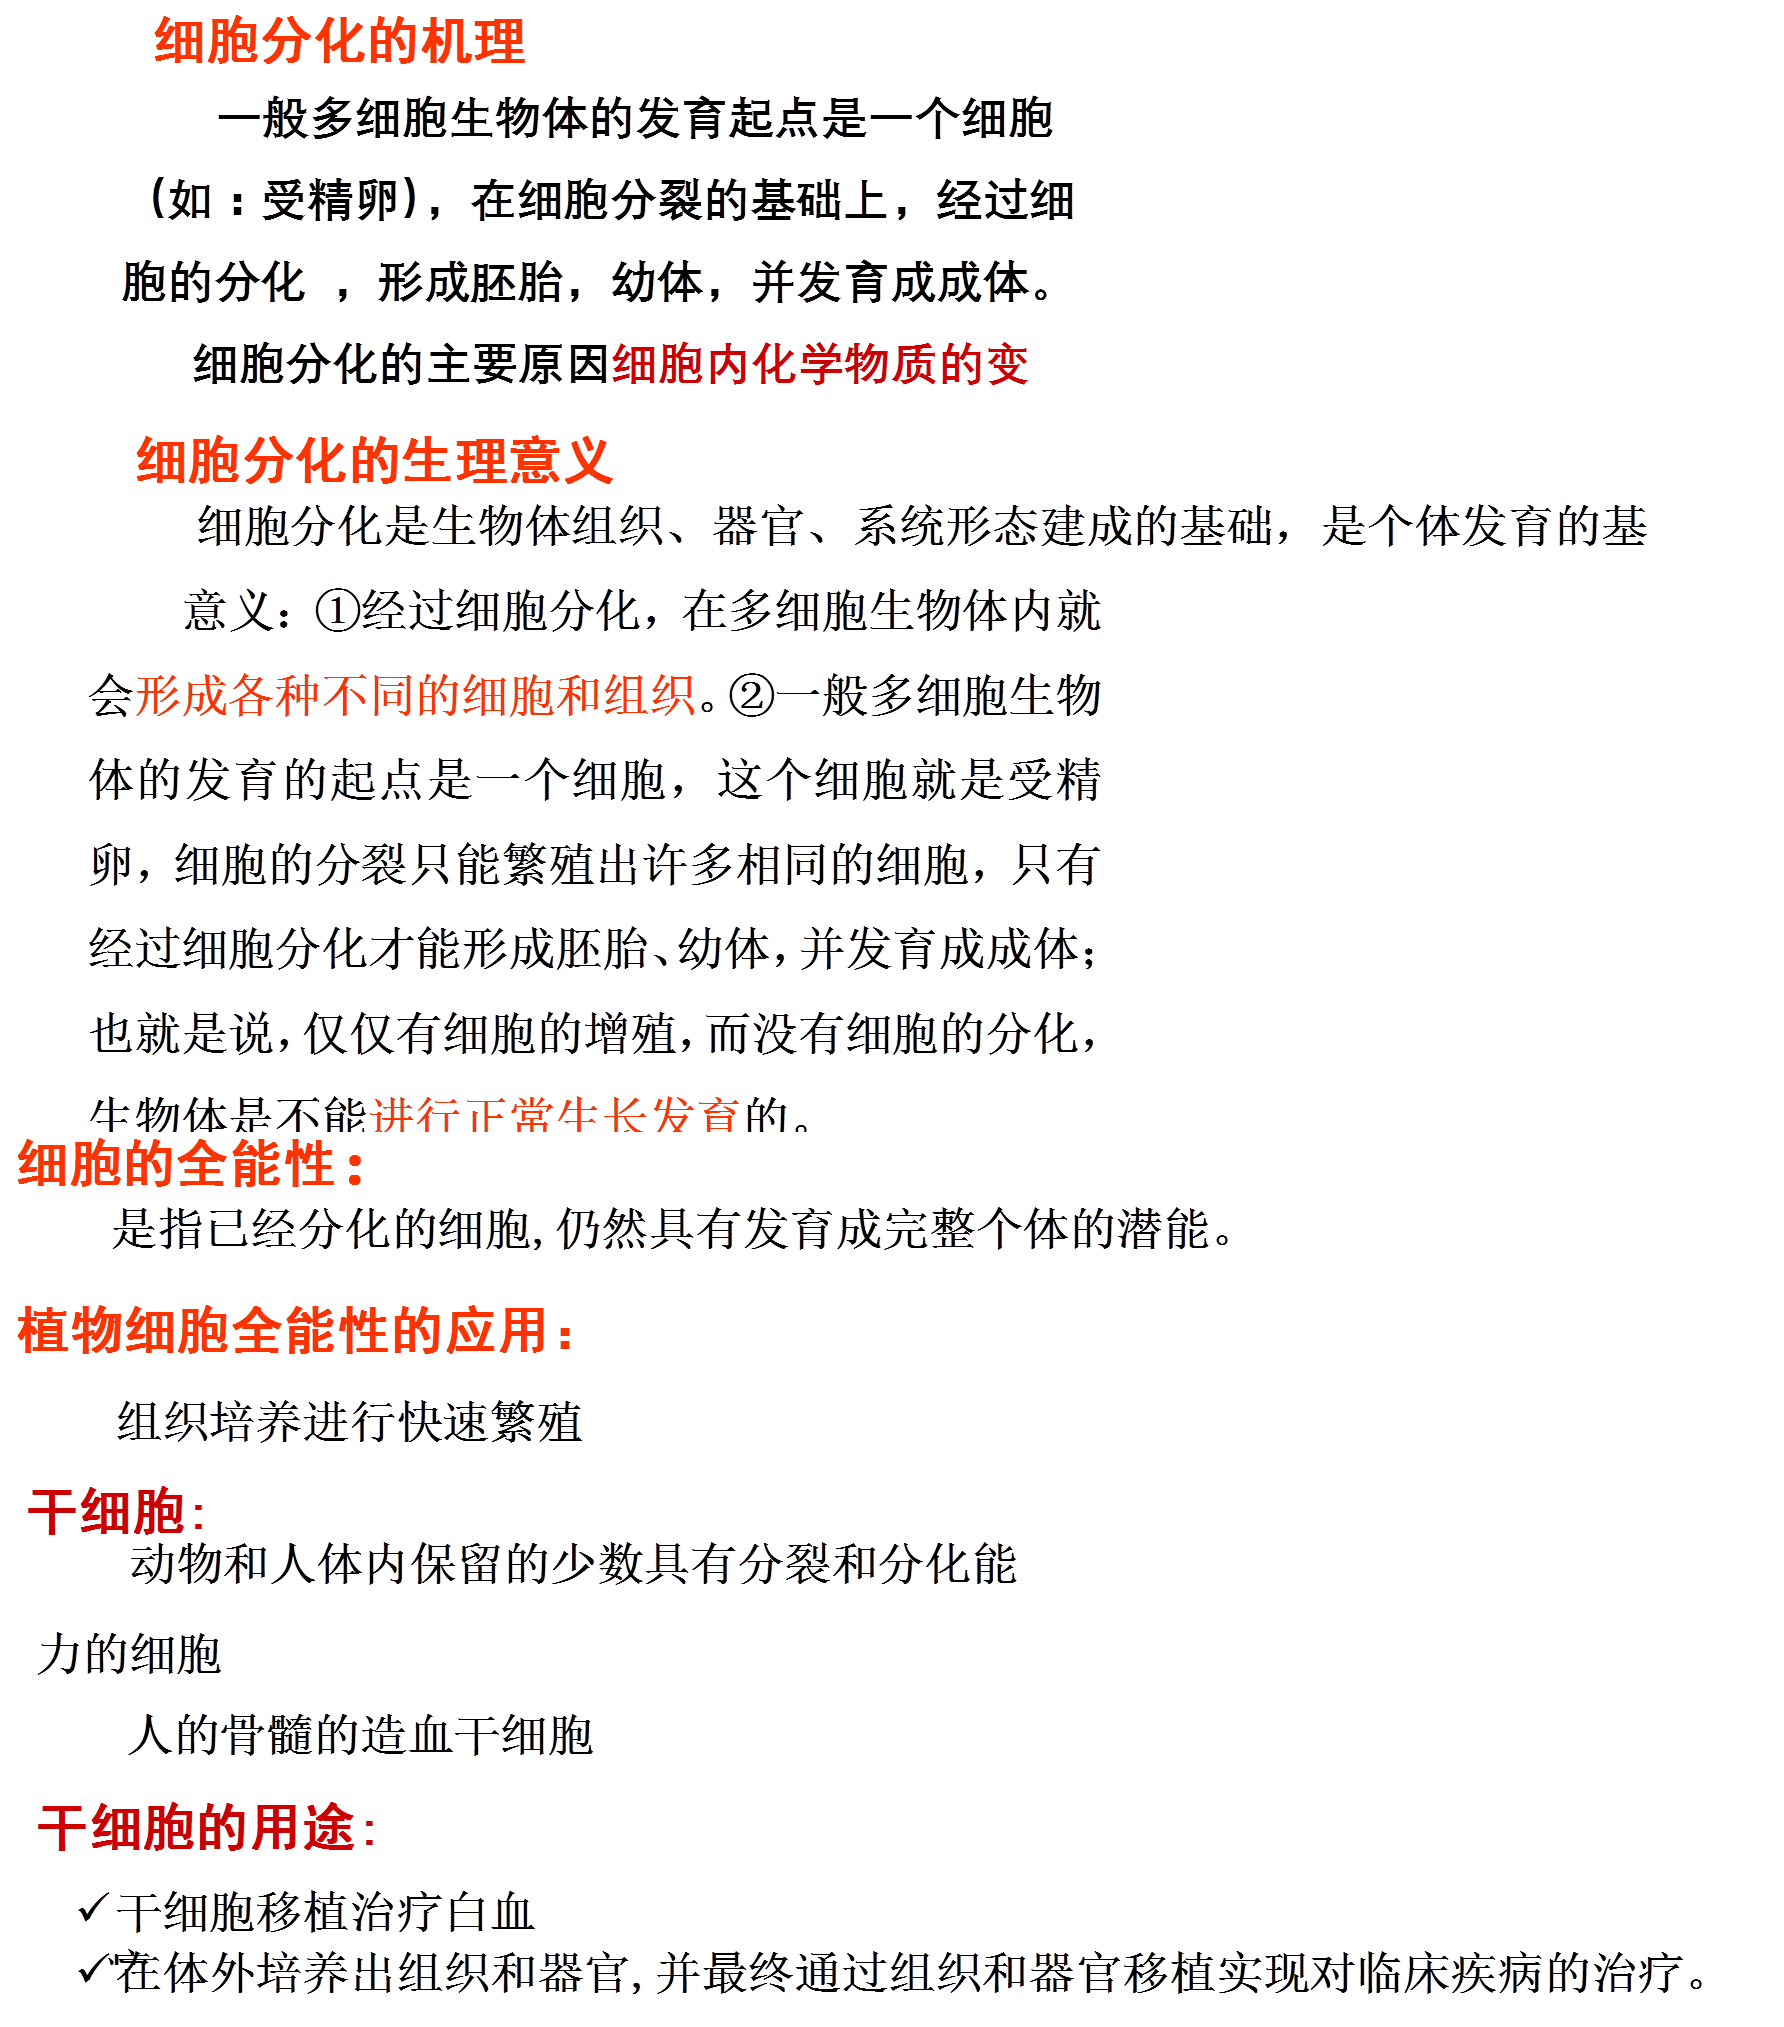 细胞分化的机理
一般多细胞生物体的发育起点是一个细胞
(如：受精卵)，在细胞分裂的基础上，经过细
胞的分化 ，形成胚胎，幼体，并发育成成体。
细胞分化的主要原因细胞内化学物质的变
细胞分化的生理意义
细胞分化是生物体组织、器官、系统形态建成的基础，是个体发育的基
意义：①经过细胞分化，在多细胞生物体内就
会形成各种不同的细胞和组织。②一般多细胞生物
体的发育的起点是一个细胞，这个细胞就是受精
卵，细胞的分裂只能繁殖出许多相同的细胞，只有
经过细胞分化才能形成胚胎、幼体，并发育成成体；
也就是说，仅仅有细胞的增殖，而没有细胞的分化，
生物体是不能进行正常生长发育的。
细胞的全能性：
是指已经分化的细胞,仍然具有发育成完整个体的潜能。
植物细胞全能性的应用：
组织培养进行快速繁殖
干细胞:
动物和人体内保留的少数具有分裂和分化能
力的细胞
人的骨髓的造血干细胞
干细胞的用途:
✓干细胞移植治疗白血
✓在体外培养出组织和器官,并最终通过组织和器官移植实现对临床疾病的治疗。